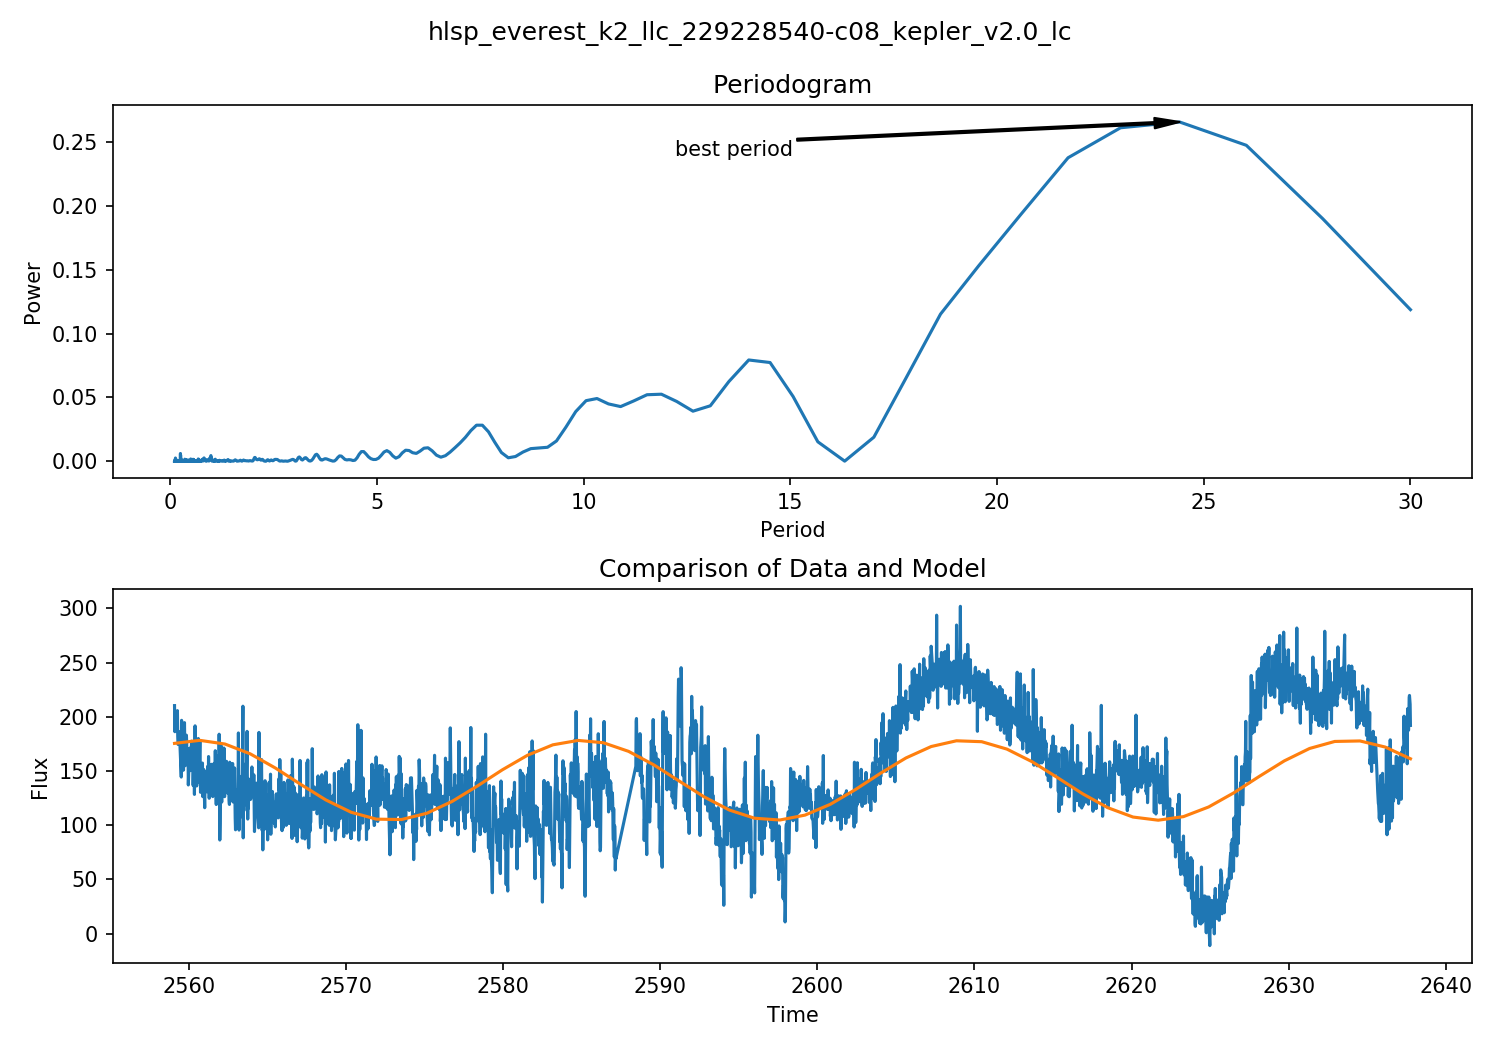 hlsp_everest_k2_llc_229228540-c08_kepler_v2.0_lc
Periodogram
best period
0.25
0.20
0.15
0.10
0.05
0.00
Power
0 5 10 15 20 25 30
Period
Comparison of Data and Model
300
250
200
150
100
50
0
Flux
2560 2570 2580 2590 2600 2610 2620 2630 2640
Time